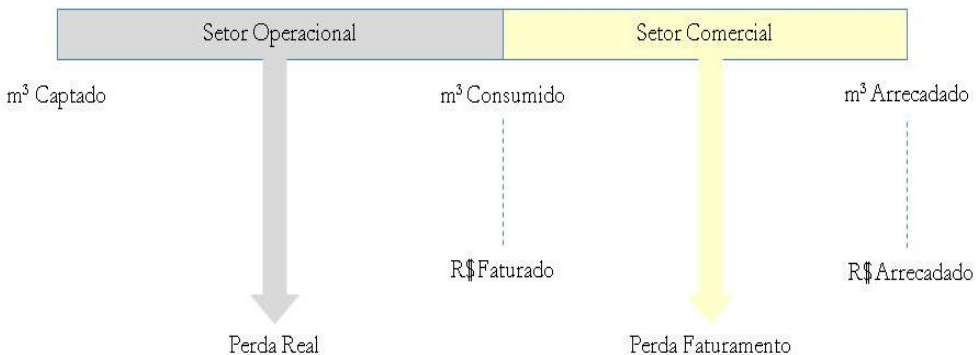 Setor Operacional
Setor Comercial
m³ Captado
m³ Consumido
m³ Arrecadado
R$ Faturado
R$ Arrecadado
Perda Real
Perda Faturamento